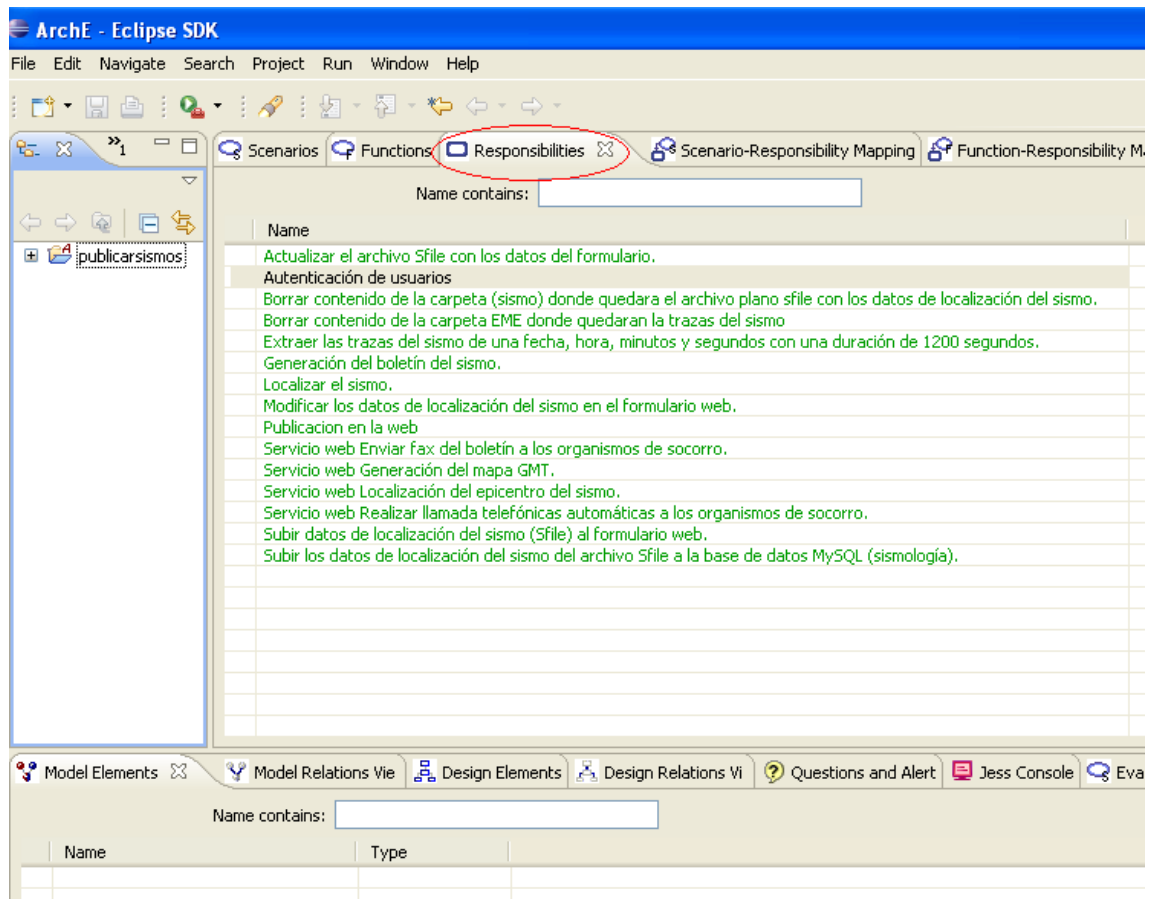 ArchE - Eclipse SDK
File Edit Navigate Search Project Run Window Help
»1 Scenarios Functions Responsibilities Scenario-Responsibility Mapping Function-Responsibility M
Name contains:
Name
publicarsismos
Actualizar el archivo Sfile con los datos del formulario.
Autenticación de usuarios
Borrar contenido de la carpeta (sismo) donde quedara el archivo plano sfile con los datos de localización del sismo.
Borrar contenido de la carpeta EME donde quedaran la trazas del sismo
Extraer las trazas del sismo de una fecha, hora, minutos y segundos con una duración de 1200 segundos.
Generación del boletín del sismo.
Localizar el sismo.
Modificar los datos de localización del sismo en el formulario web.
Publicacion en la web
Servicio web Enviar fax del boletín a los organismos de socorro.
Servicio web Generación del mapa GMT.
Servicio web Localización del epicentro del sismo.
Servicio web Realizar llamada telefónicas automáticas a los organismos de socorro.
Subir datos de localización del sismo (Sfile) al formulario web.
Subir los datos de localización del sismo del archivo Sfile a la base de datos MySQL (sismología).
Model Elements Model Relations Vie Design Elements Design Relations Vi Questions and Alert Jess Console Eva
Name contains:
Name Type